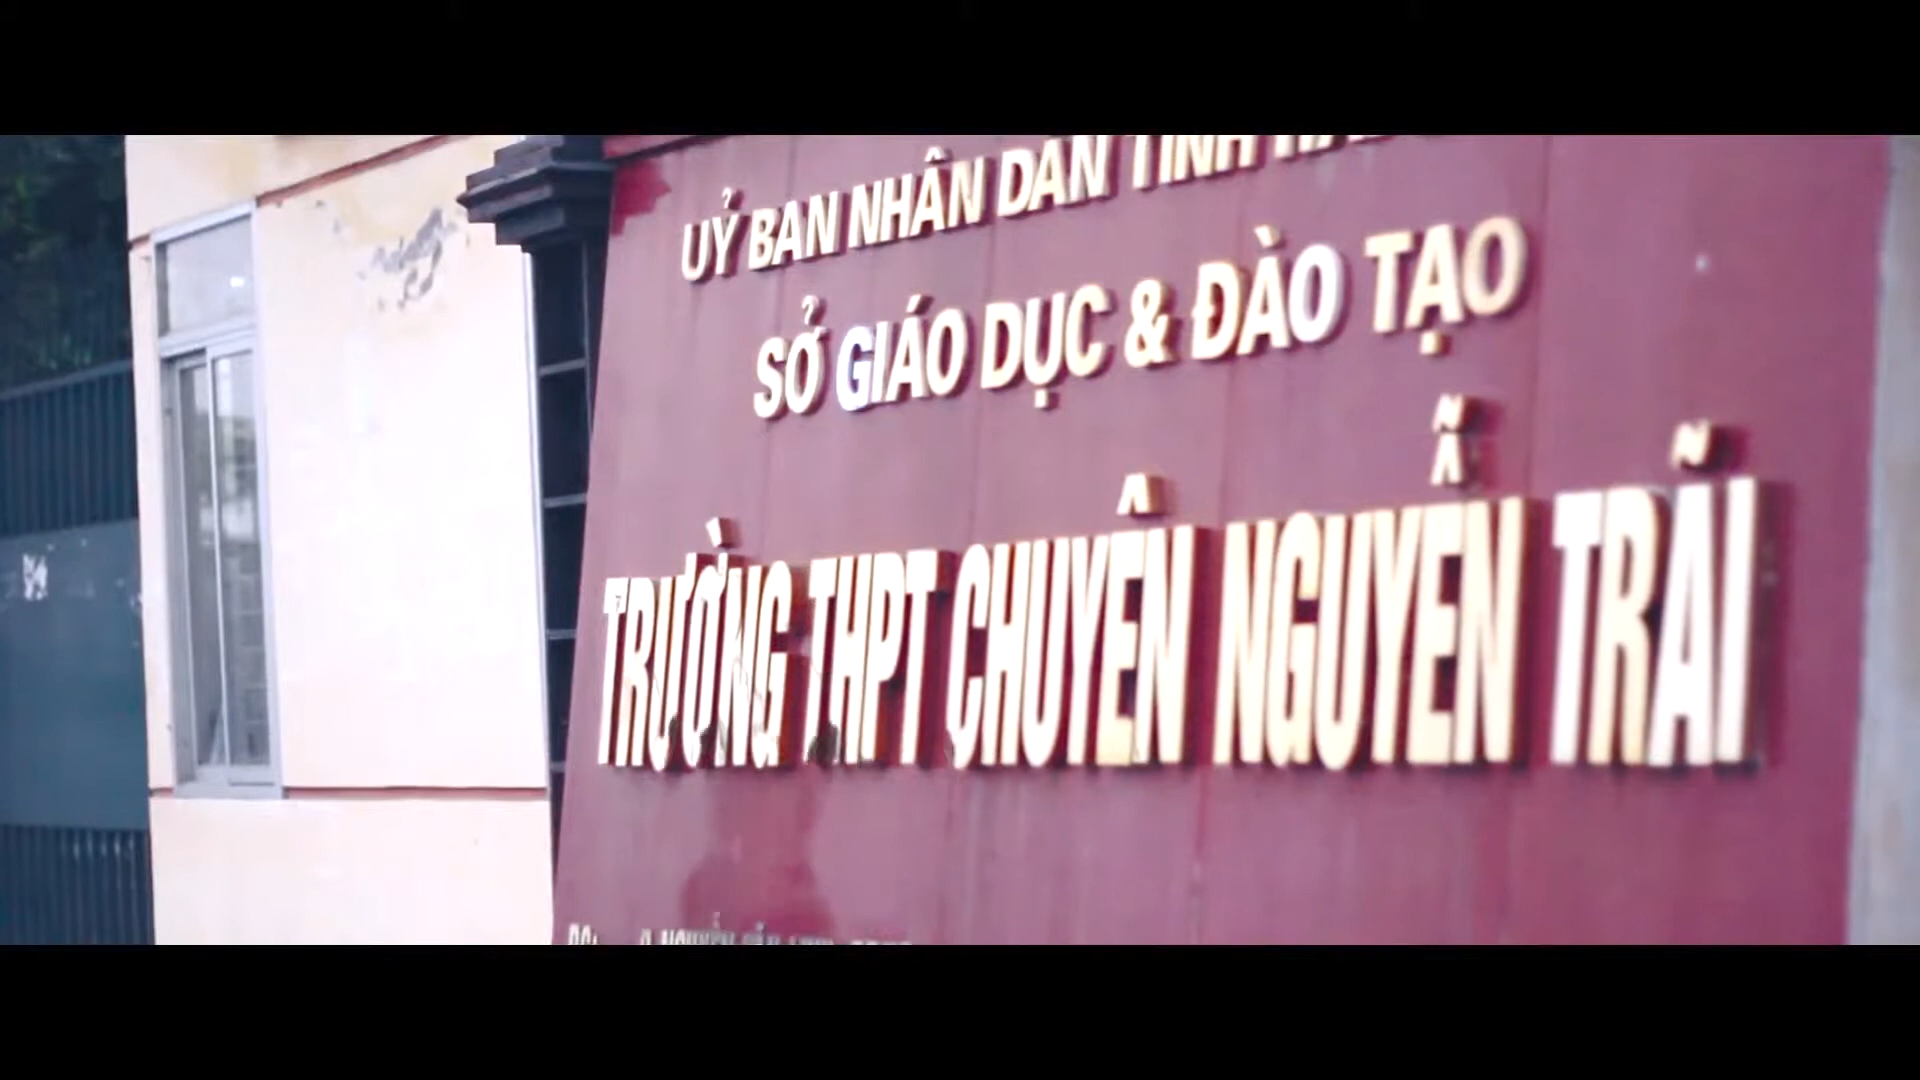 UỶ BAN NHÂN DÂN TỈNH
SỞ GIÁO DỤC & ĐÀO TẠO
TRƯỜNG THPT CHUYÊN NGUYỄN TRÃI